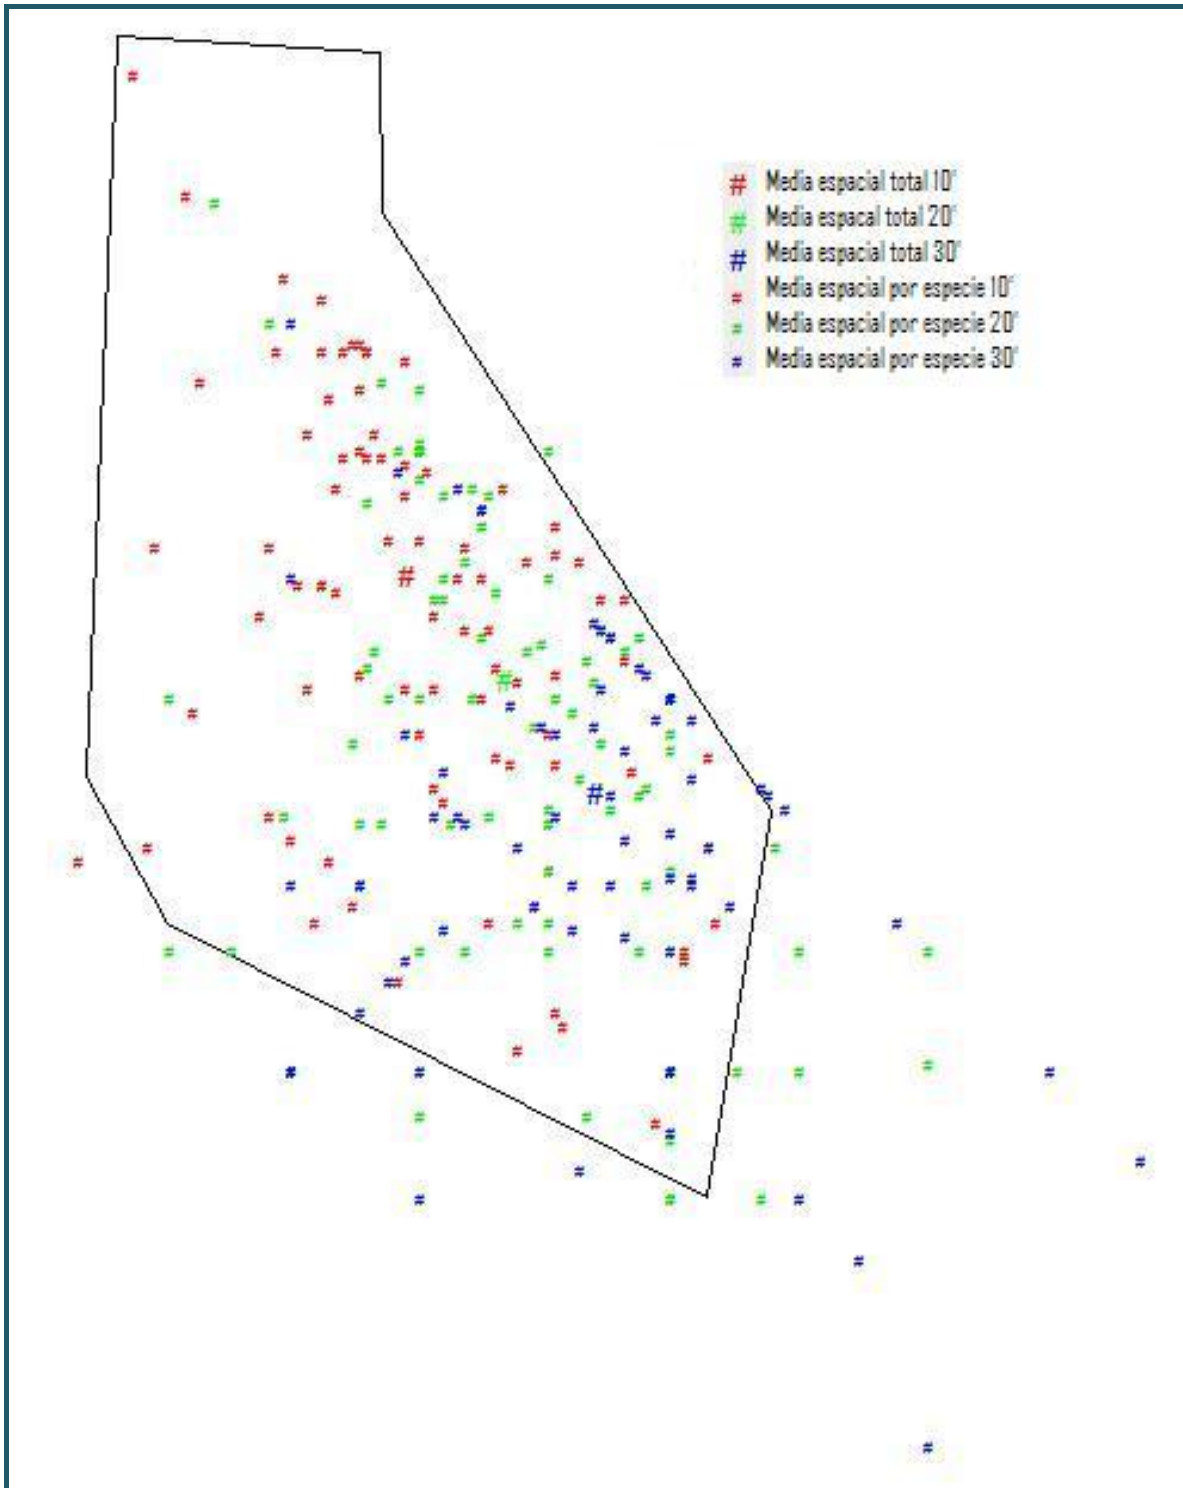 # Media espacial total 10'
# Media espacal total 20'
# Media espacial total 30'
# Media espacial por especie 10'
# Media espacial por especie 20'
# Media espacial por especie 30'